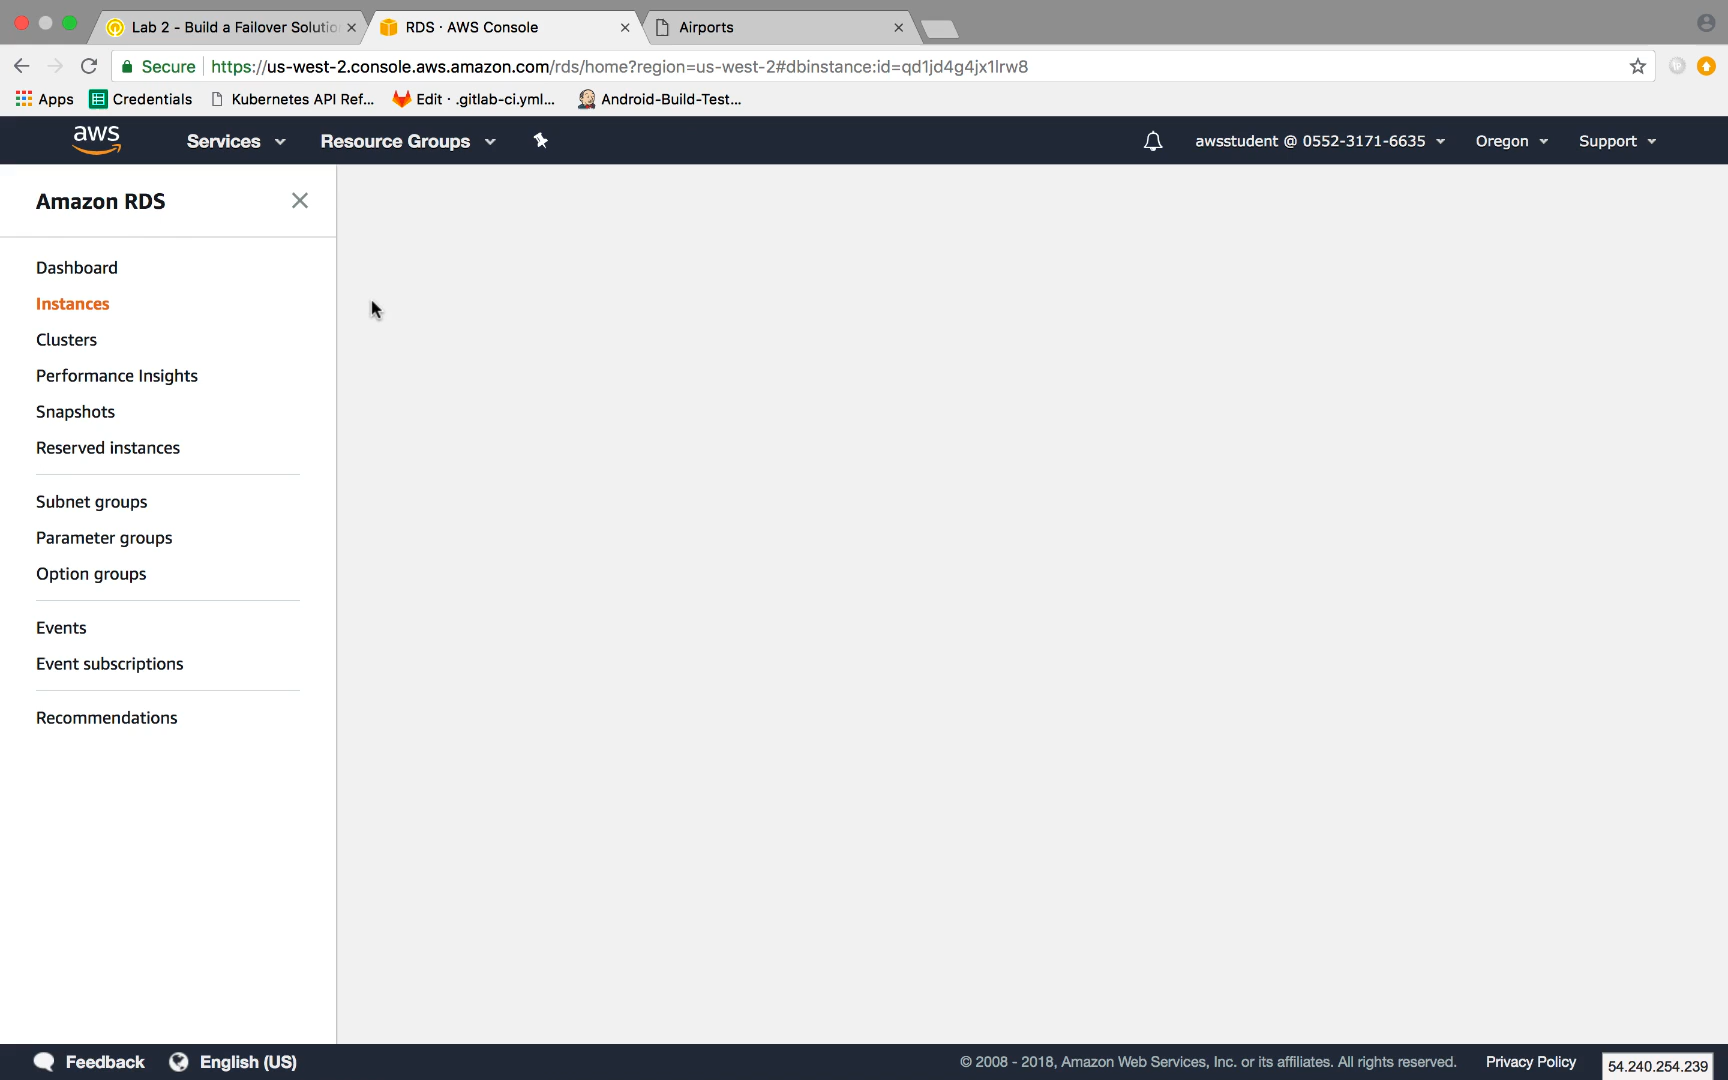 Lab 2 - Build a Failover Solutio
RDS · AWS Console
Airports
Secure
https://us-west-2.console.aws.amazon.com/rds/home?region=us-west-2#dbinstance:id=qd1jd4g4jx1lrw8
Apps
Credentials
Kubernetes API Ref...
Edit · .gitlab-ci.yml...
Android-Build-Test...
aws
Services
Resource Groups
awsstudent @ 0552-3171-6635
Oregon
Support
Amazon RDS
Dashboard
Instances
Clusters
Performance Insights
Snapshots
Reserved instances
Subnet groups
Parameter groups
Option groups
Events
Event subscriptions
Recommendations
Feedback
English (US)
© 2008 - 2018, Amazon Web Services, Inc. or its affiliates. All rights reserved.
Privacy Policy
54.240.254.239